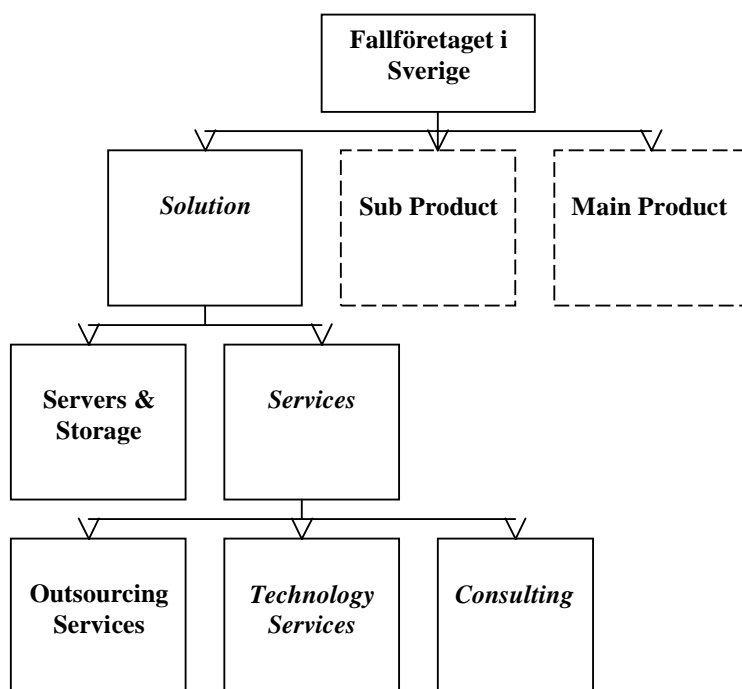 Fallföretaget i
Sverige
Solution
Sub Product
Main Product
Servers &
Storage
Services
Outsourcing
Services
Technology
Services
Consulting